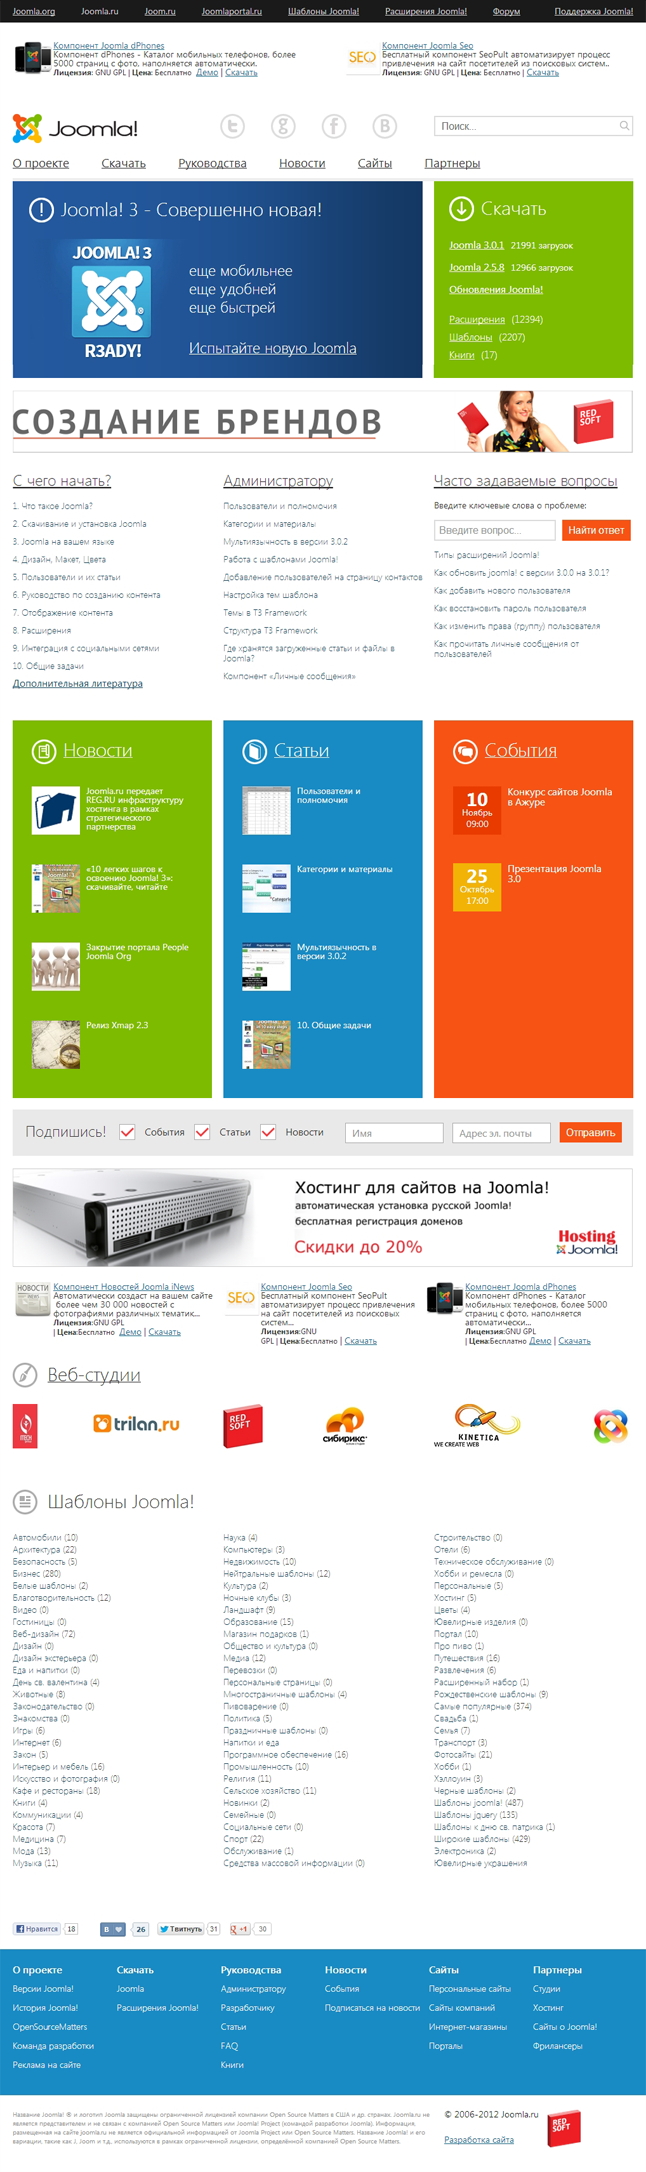 Joomla.org Joomla.ru Joom.ru Joomlaportal.ru Шаблоны Joomla! Расширения Joomla! Форум Поддержка Joomla!
Компонент Joomla dPhones
Компонент dPhones - Каталог мобильных телефонов, более
5000 страниц с фото, наполняется автоматически.
Лицензия: GNU GPL | Цена: Бесплатно Демо | Скачать
SEO
Компонент Joomla Seo
Бесплатный компонент SeoPult автоматизирует процесс
привлечения на сайт посетителей из поисковых систем..
Лицензия: GNU GPL | Цена: Бесплатно | Скачать
Joomla!
Поиск...
О проекте Скачать Руководства Новости Сайты Партнеры
Joomla! 3 - Совершенно новая!
JOOMLA! 3
R3ADY!
еще мобильнее
еще удобней
еще быстрей
Испытайте новую Joomla
Скачать
Joomla 3.0.1 21991 загрузок
Joomla 2.5.8 12966 загрузок
Обновления Joomla!
Расширения (12394)
Шаблоны (2207)
Книги (17)
СОЗДАНИЕ БРЕНДОВ
RED
SOFT
С чего начать?
1. Что такое Joomla?
2. Скачивание и установка Joomla
3. Joomla на вашем языке
4. Дизайн, Макет, Цвета
5. Пользователи и их статьи
6. Руководство по созданию контента
7. Отображение контента
8. Расширения
9. Интеграция с социальными сетями
10. Общие задачи
Дополнительная литература
Администратору
Пользователи и полномочия
Категории и материалы
Мультиязычность в версии 3.0.2
Работа с шаблонами Joomla!
Добавление пользователей на страницу контактов
Настройка тем шаблона
Темы в T3 Framework
Структура T3 Framework
Где хранятся загруженные статьи и файлы в
Joomla?
Компонент «Личные сообщения»
Часто задаваемые вопросы
Введите ключевые слова о проблеме:
Введите вопрос... Найти ответ
Типы расширений Joomla!
Как обновить joomla! с версии 3.0.0 на 3.0.1?
Как добавить нового пользователя
Как восстановить пароль пользователя
Как изменить права (группу) пользователя
Как прочитать личные сообщения от
пользователей
Новости
Joomla.ru передает
REG.RU инфраструктуру
хостинга в рамках
стратегического
партнерства
«10 легких шагов к
освоению Joomla! 3»:
скачивайте, читайте
Закрытие портала People
Joomla Org
Релиз Xmap 2.3
Статьи
Пользователи и
полномочия
Категории и материалы
Мультиязычность в
версии 3.0.2
10. Общие задачи
События
10
Ноябрь
09:00
Конкурс сайтов Joomla
в Ажуре
25
Октябрь
17:00
Презентация Joomla
3.0
Подпишись! События Статьи Новости Имя Адрес эл. почты Отправить
Хостинг для сайтов на Joomla!
автоматическая установка русской Joomla!
бесплатная регистрация доменов
Скидки до 20%
Hosting
Joomla!
НОВОСТИ
Компонент Новостей Joomla iNews
Автоматически создаст на вашем сайте
более чем 30 000 новостей с
фотографиями различных тематик...
Лицензия:GNU GPL
| Цена:Бесплатно Демо | Скачать
SEO
Компонент Joomla Seo
Бесплатный компонент SeoPult
автоматизирует процесс привлечения
на сайт посетителей из поисковых
систем...
Лицензия:GNU
GPL | Цена:Бесплатно | Скачать
Компонент Joomla dPhones
Компонент dPhones - Каталог
мобильных телефонов, более 5000
страниц с фото, наполняется
автоматически...
Лицензия:GNU
GPL | Цена:Бесплатно Демо | Скачать
Веб-студии
ITECH
trilan.ru
RED
SOFT
сибирикс
KINETICA
WE CREATE WEB
Шаблоны Joomla!
Автомобили (10)
Архитектура (22)
Безопасность (5)
Бизнес (280)
Белые шаблоны (2)
Благотворительность (12)
Видео (0)
Гостиницы (0)
Веб-дизайн (72)
Дизайн (0)
Дизайн экстерьера (0)
Еда и напитки (0)
День св. валентина (4)
Животные (8)
Законодательство (0)
Знакомства (0)
Игры (6)
Интернет (6)
Закон (5)
Интерьер и мебель (16)
Искусство и фотография (0)
Кафе и рестораны (18)
Книги (4)
Коммуникации (4)
Красота (7)
Медицина (7)
Мода (13)
Музыка (11)
Наука (4)
Компьютеры (3)
Недвижимость (10)
Нейтральные шаблоны (12)
Культура (2)
Ночные клубы (3)
Ландшафт (9)
Образование (15)
Магазин подарков (1)
Общество и культура (0)
Медиа (12)
Перевозки (0)
Персональные страницы (0)
Многостраничные шаблоны (4)
Пивоварение (0)
Политика (5)
Праздничные шаблоны (0)
Напитки и еда
Программное обеспечение (16)
Промышленность (10)
Религия (11)
Сельское хозяйство (11)
Новинки (2)
Семейные (0)
Социальные сети (0)
Спорт (22)
Обслуживание (1)
Средства массовой информации (0)
Строительство (0)
Отели (6)
Техническое обслуживание (0)
Хобби и ремесла (0)
Персональные (5)
Хостинг (5)
Цветы (4)
Ювелирные изделия (0)
Портал (10)
Про пиво (1)
Путешествия (16)
Развлечения (6)
Расширенный набор (1)
Рождественские шаблоны (9)
Самые популярные (374)
Свадьба (1)
Семья (7)
Транспорт (3)
Фотосайты (21)
Хобби (1)
Хэллоуин (3)
Черные шаблоны (2)
Шаблоны joomla! (487)
Шаблоны jquery (135)
Шаблоны к дню св. патрика (1)
Широкие шаблоны (429)
Электроника (2)
Ювелирные украшения
Нравится 18 В 26 Твитнуть 31 +1 30
О проекте
Версии Joomla!
История Joomla!
OpenSourceMatters
Команда разработки
Реклама на сайте
Скачать
Joomla
Расширения Joomla!
Руководства
Администратору
Разработчику
Статьи
FAQ
Книги
Новости
События
Подписаться на новости
Сайты
Персональные сайты
Сайты компаний
Интернет-магазины
Порталы
Партнеры
Студии
Хостинг
Сайты о Joomla!
Фрилансеры
Название Joomla! ® и логотип Joomla защищены ограниченной лицензией компании Open Source Matters в США и др. странах. Joomla.ru не
является представителем и не связан с компанией Open Source Matters или Joomla! Project (командой разработки Joomla). Информация,
размещенная на сайте joomla.ru не является официальной информацией от Joomla Project или Open Source Matters. Название Joomla! и его
вариации, такие как J, Joom и т.д., используются в рамках ограниченной лицензии, определённой компанией Open Source Matters.
© 2006-2012 Joomla.ru
Разработка сайта
RED
SOFT